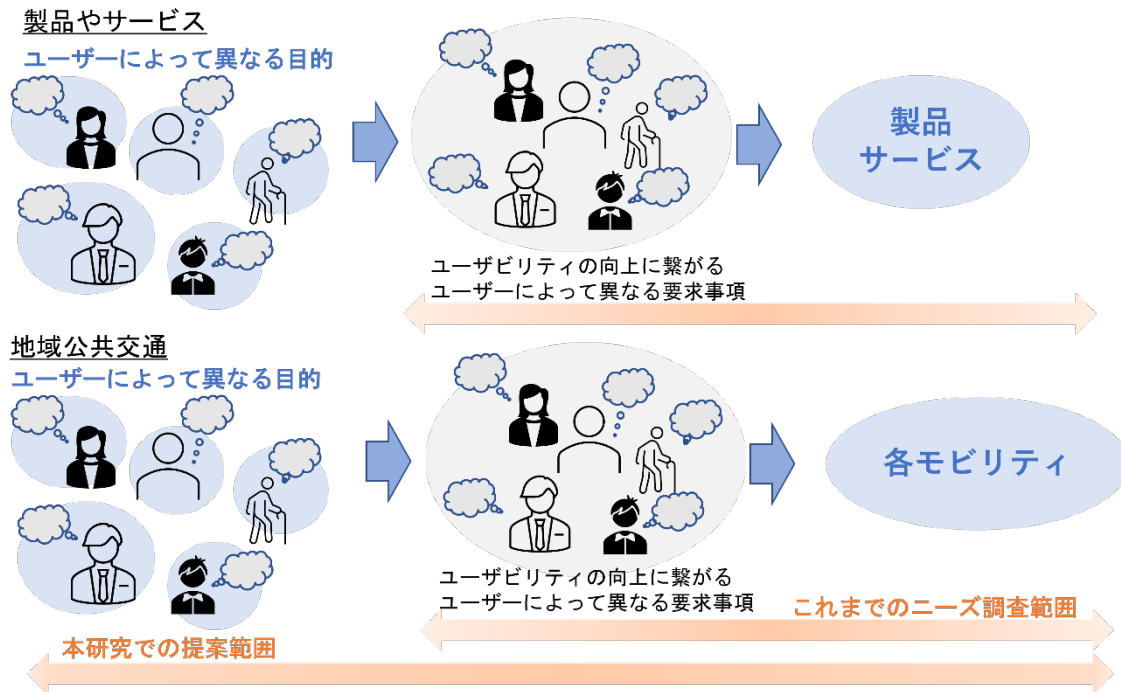 製品やサービス
ユーザーによって異なる目的
製品
サービス
ユーザビリティの向上に繋がる
ユーザーによって異なる要求事項
地域公共交通
ユーザーによって異なる目的
各モビリティ
ユーザビリティの向上に繋がる
ユーザーによって異なる要求事項
これまでのニーズ調査範囲
本研究での提案範囲